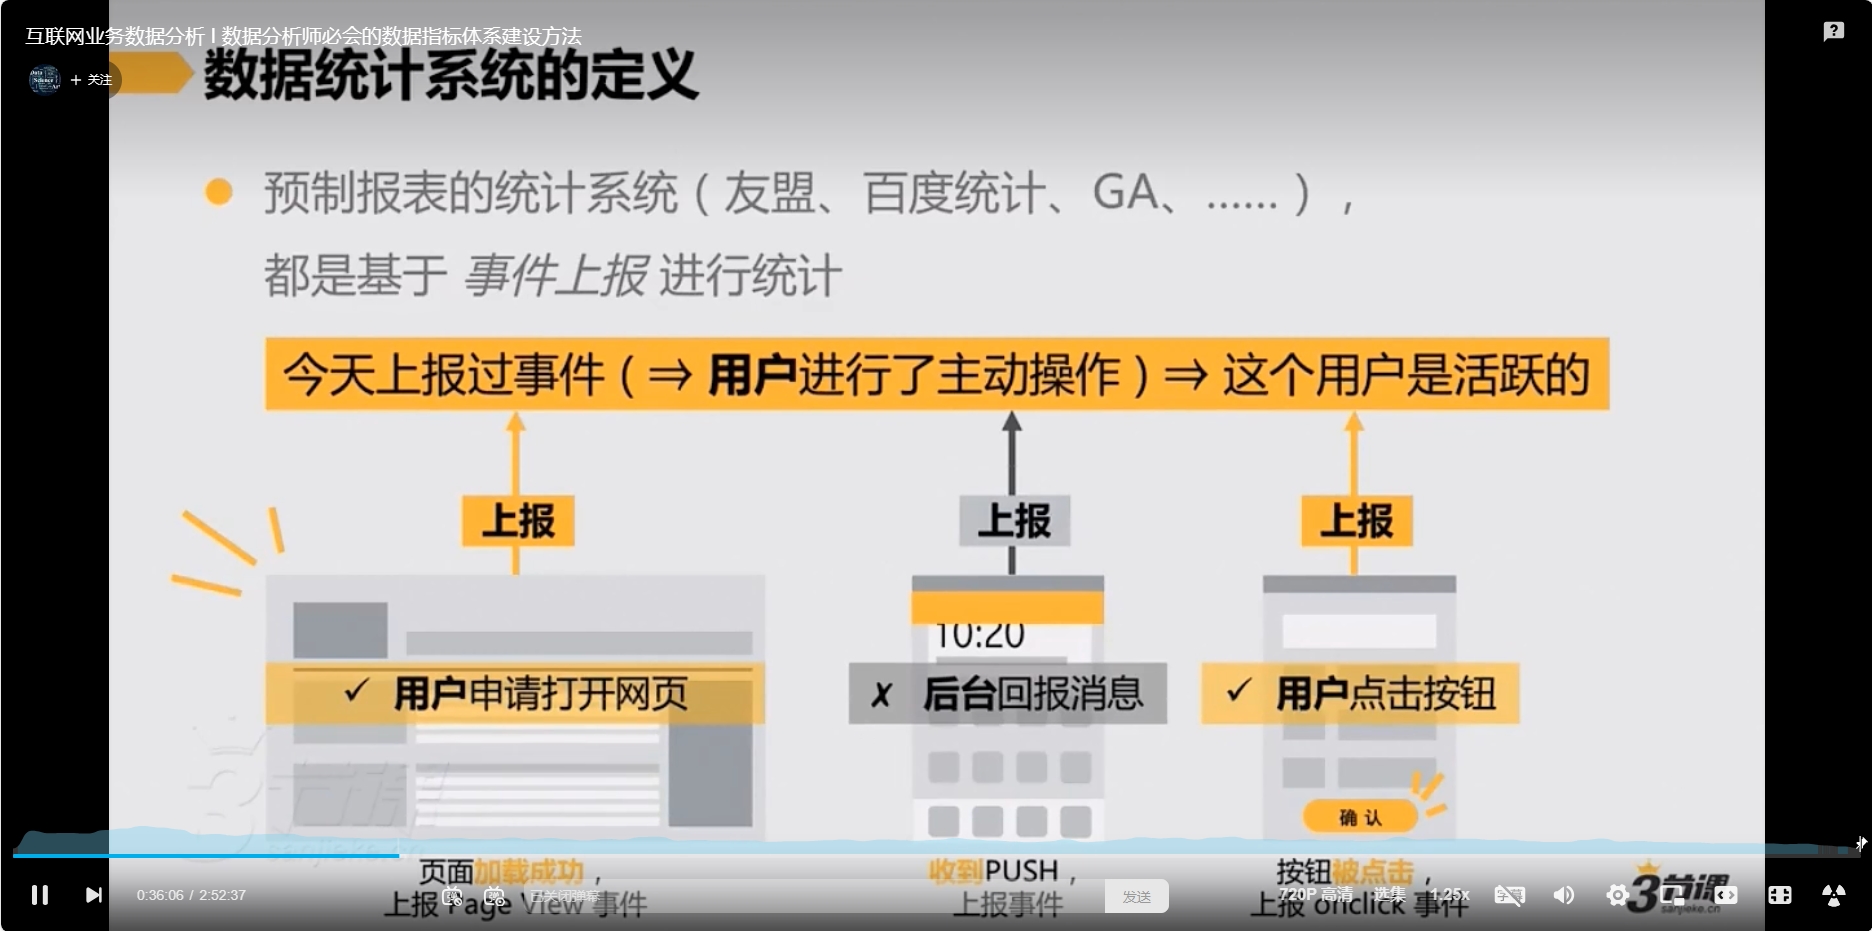 互联网业务数据分析 | 数据分析师必会的数据指标体系建设方法
+ 关注
数据统计系统的定义
预制报表的统计系统（友盟、百度统计、GA、……），
都是基于 事件上报 进行统计
今天上报过事件 ( ⇒ 用户进行了主动操作 ) ⇒ 这个用户是活跃的
上报
上报
上报
10:20
✓ 用户申请打开网页
✗ 后台回报消息
✓ 用户点击按钮
确 认
页面加载成功，
上报 Page View 事件
收到PUSH，
上报事件
按钮被点击，
上报 onclick 事件
0:36:06 / 2:52:37
已关闭弹幕
发送
720P 高清
选集
1.25x
字幕
3节课
sanjieke.cn